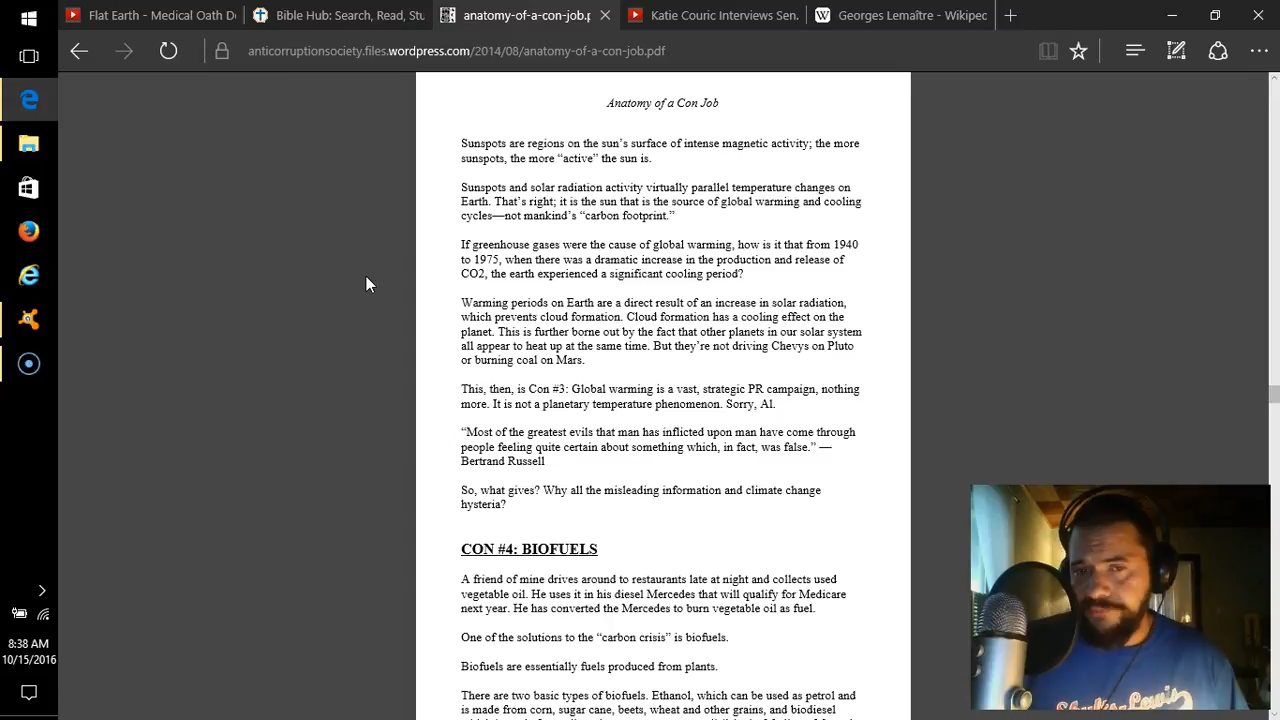 Flat Earth - Medical Oath D
Bible Hub: Search, Read, Stu
anatomy-of-a-con-job.p
Katie Couric Interviews Sen.
Georges Lemaître - Wikipec
anticorruptionsociety.files.wordpress.com/2014/08/anatomy-of-a-con-job.pdf
Anatomy of a Con Job
Sunspots are regions on the sun's surface of intense magnetic activity; the more
sunspots, the more “active” the sun is.
Sunspots and solar radiation activity virtually parallel temperature changes on
Earth. That's right; it is the sun that is the source of global warming and cooling
cycles—not mankind's “carbon footprint.”
If greenhouse gases were the cause of global warming, how is it that from 1940
to 1975, when there was a dramatic increase in the production and release of
CO2, the earth experienced a significant cooling period?
Warming periods on Earth are a direct result of an increase in solar radiation,
which prevents cloud formation. Cloud formation has a cooling effect on the
planet. This is further borne out by the fact that other planets in our solar system
all appear to heat up at the same time. But they're not driving Chevys on Pluto
or burning coal on Mars.
This, then, is Con #3: Global warming is a vast, strategic PR campaign, nothing
more. It is not a planetary temperature phenomenon. Sorry, Al.
“Most of the greatest evils that man has inflicted upon man have come through
people feeling quite certain about something which, in fact, was false.” —
Bertrand Russell
So, what gives? Why all the misleading information and climate change
hysteria?
CON #4: BIOFUELS
A friend of mine drives around to restaurants late at night and collects used
vegetable oil. He uses it in his diesel Mercedes that will qualify for Medicare
next year. He has converted the Mercedes to burn vegetable oil as fuel.
One of the solutions to the “carbon crisis” is biofuels.
Biofuels are essentially fuels produced from plants.
There are two basic types of biofuels. Ethanol, which can be used as petrol and
is made from corn, sugar cane, beets, wheat and other grains, and biodiesel
8:38 AM
10/15/2016